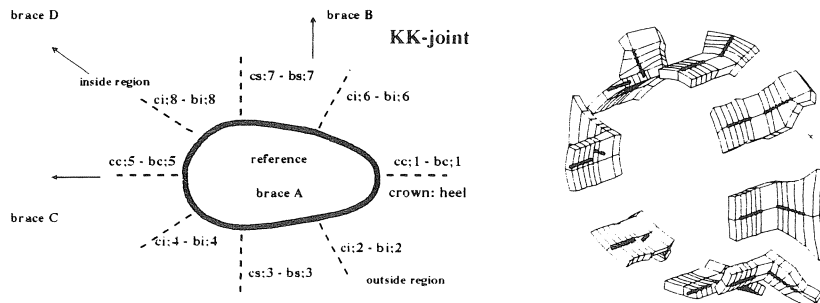 brace D
brace B
KK-joint
inside region
cs;7 - bs;7
ci;8 - bi;8
ci;6 - bi;6
cc;5 - bc;5
reference
cc;1 - bc;1
brace A
crown: heel
brace C
ci;4 - bi;4
ci;2 - bi;2
cs;3 - bs;3
outside region